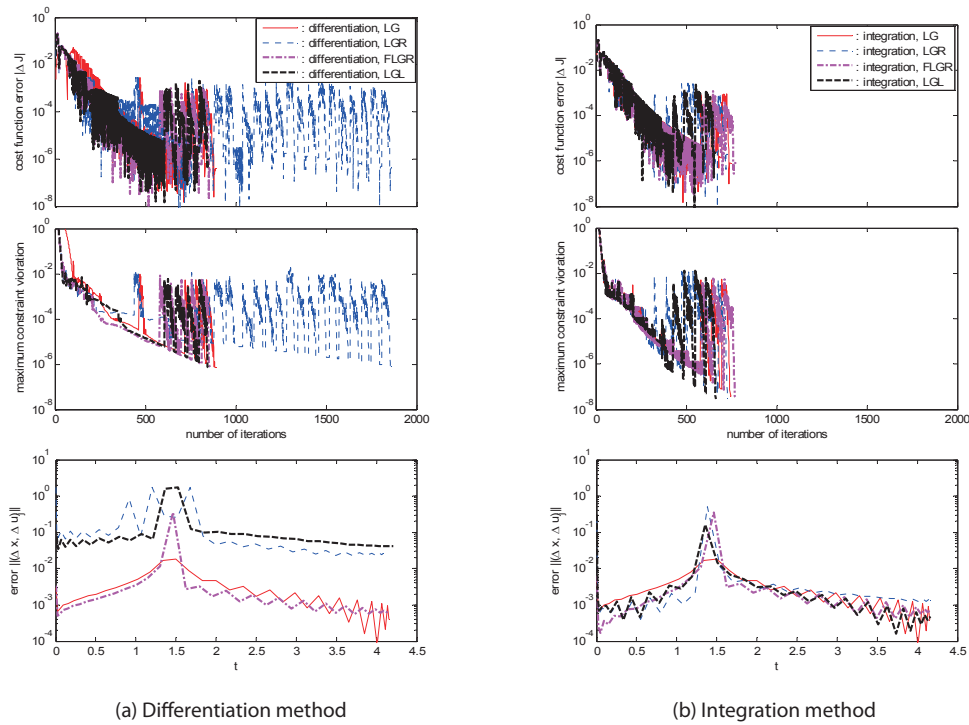 10^0
10^-2
10^-4
10^-6
10^-8
cost function error |Δ J|
: differentiation, LG
: differentiation, LGR
: differentiation, FLGR
: differentiation, LGL
10^0
10^-2
10^-4
10^-6
10^-8
maximum constraint vioration
0 500 1000 1500 2000
number of iterctions
10^1
10^0
10^-1
10^-2
10^-3
10^-4
error ||(Δ x, Δ u)_j||
0 0.5 1 1.5 2 2.5 3 3.5 4 4.5
t
(a) Differentiation method
10^0
10^-2
10^-4
10^-6
10^-8
cost function error |Δ J|
: integration, LG
: integration, LGR
: integration, FLGR
: integration, LGL
10^0
10^-2
10^-4
10^-6
10^-8
maximum constraint vioration
0 500 1000 1500 2000
number of iterations
10^1
10^0
10^-1
10^-2
10^-3
10^-4
error ||(Δ x, Δ u)_j||
0 0.5 1 1.5 2 2.5 3 3.5 4 4.5
t
(b) Integration method